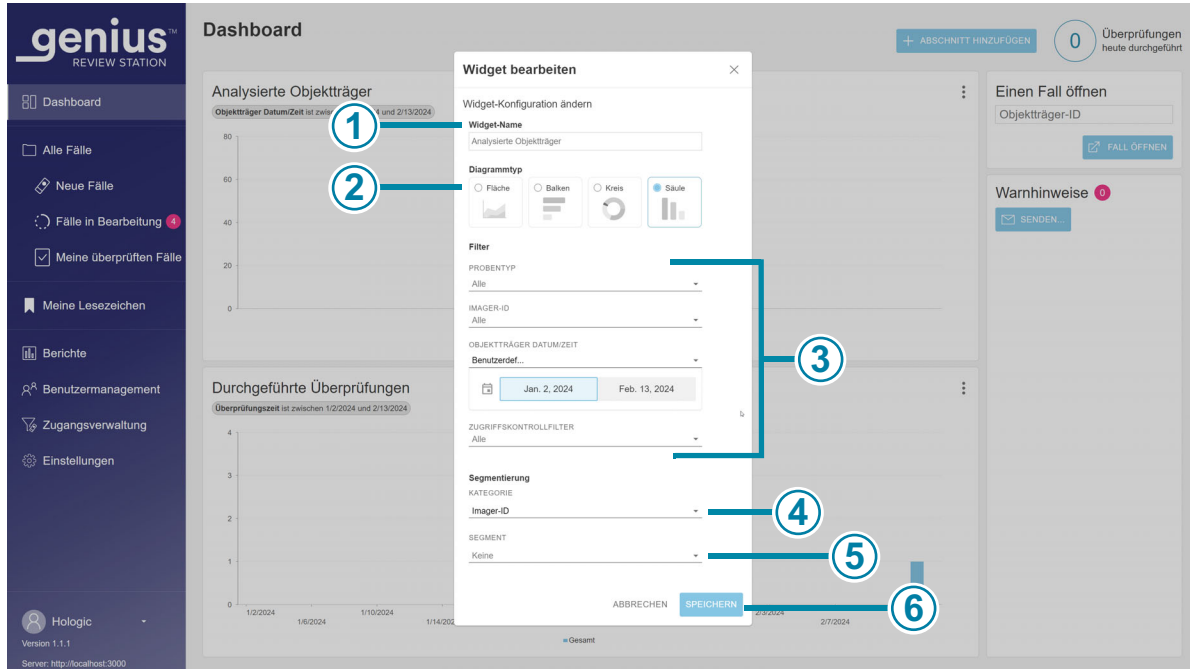 genius™
REVIEW STATION
Dashboard
Alle Fälle
Neue Fälle
Fälle in Bearbeitung 4
Meine überprüften Fälle
Meine Lesezeichen
Berichte
Benutzermanagement
Zugangsverwaltung
Einstellungen
Hologic
Version 1.1.1
Server: http://localhost:3000
Dashboard
+ ABSCHNITT HINZUFÜGEN
0
Überprüfungen
heute durchgeführt
Analysierte Objektträger
Objektträger Datum/Zeit ist und 2/13/2024
80
60
40
20
0
Durchgeführte Überprüfungen
Überprüfungszeit ist zwischen 1/2/2024 und 2/13/2024
4
3
2
1
0
1/2/2024
1/6/2024
1/10/2024
2/3/2024
2/7/2024
Gesamt
Widget bearbeiten
Widget-Konfiguration ändern
1
Widget-Name
Analysierte Objektträger
2
Diagrammtyp
Fläche
Balken
Kreis
Säule
Filter
PROBENTYP
Alle
IMAGER-ID
Alle
3
OBJEKTTRÄGER DATUM/ZEIT
Benutzerdef...
Jan. 2, 2024
Feb. 13, 2024
ZUGRIFFSKONTROLLFILTER
Alle
Segmentierung
KATEGORIE
Imager-ID
4
SEGMENT
Keine
5
ABBRECHEN
SPEICHERN
6
Einen Fall öffnen
Objektträger-ID
FALL ÖFFNEN
Warnhinweise 0
SENDEN...